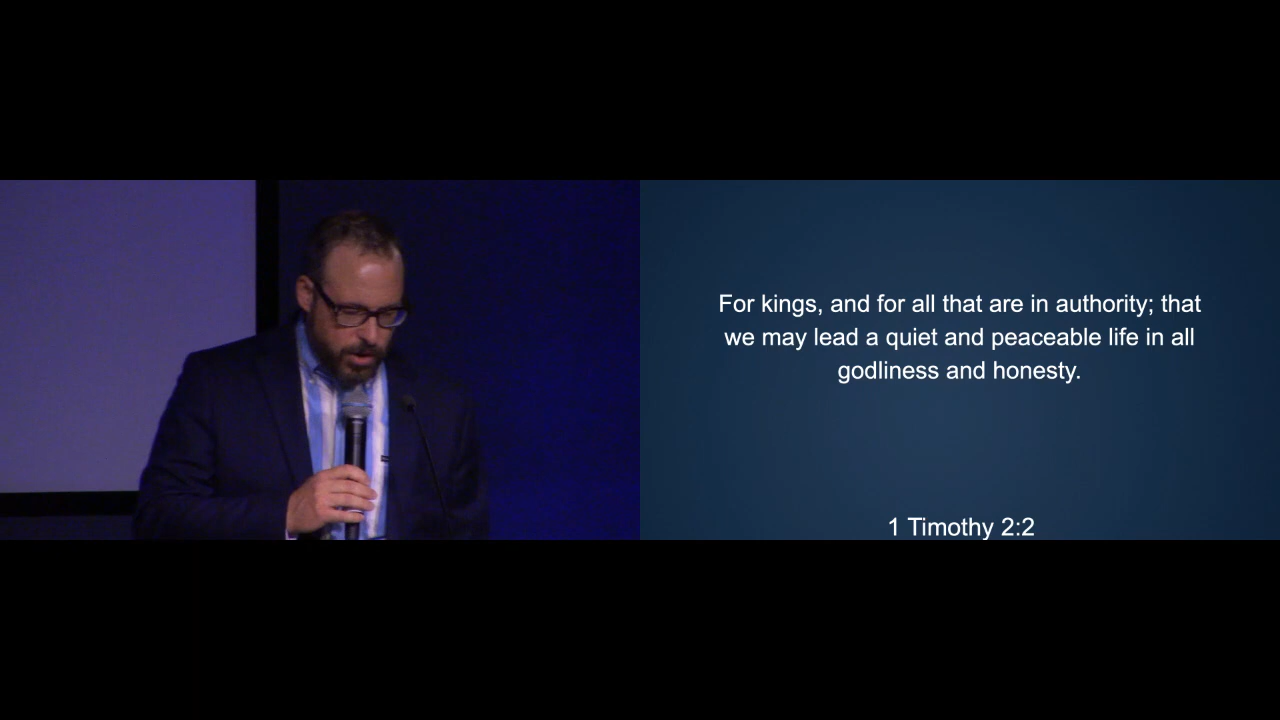 For kings, and for all that are in authority; that
we may lead a quiet and peaceable life in all
godliness and honesty.
1 Timothy 2:2